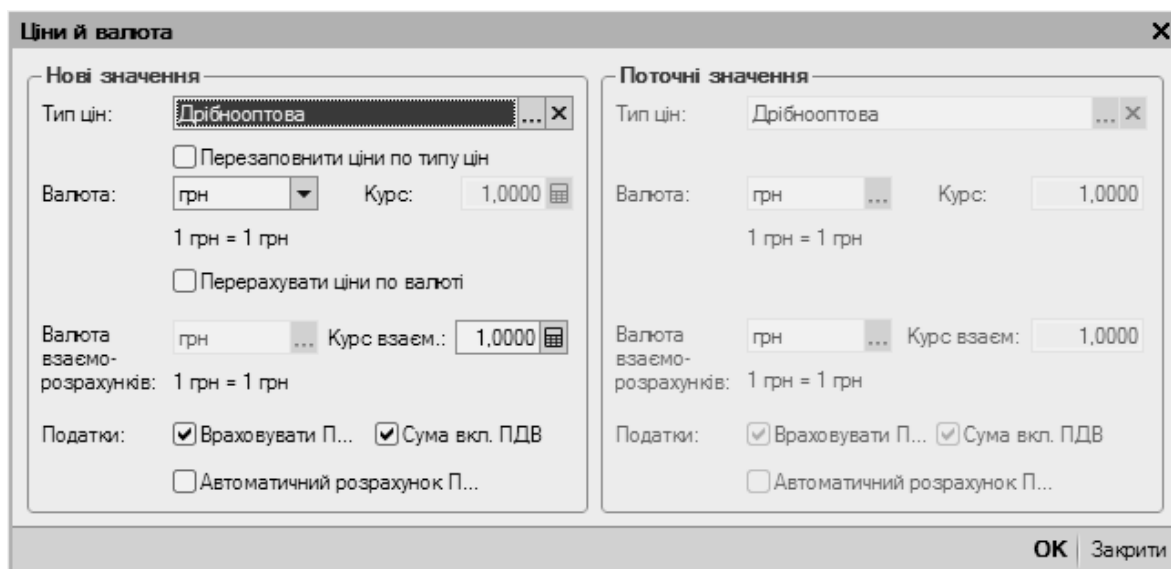 Ціни й валюта
Нові значення
Тип цін: Дрібнооптова ...
Перезаповнити ціни по типу цін
Валюта: грн Курс: 1,0000
1 грн = 1 грн
Перерахувати ціни по валюті
Валюта взаємо-розрахунків: грн ... Курс взаєм.: 1,0000
1 грн = 1 грн
Податки: Враховувати П... Сума вкл. ПДВ
Автоматичний розрахунок П...
Поточні значення
Тип цін: Дрібнооптова ...
Валюта: грн ... Курс: 1,0000
1 грн = 1 грн
Валюта взаємо-розрахунків: грн ... Курс взаєм: 1,0000
1 грн = 1 грн
Податки: Враховувати П... Сума вкл. ПДВ
Автоматичний розрахунок П...
OK Закрити